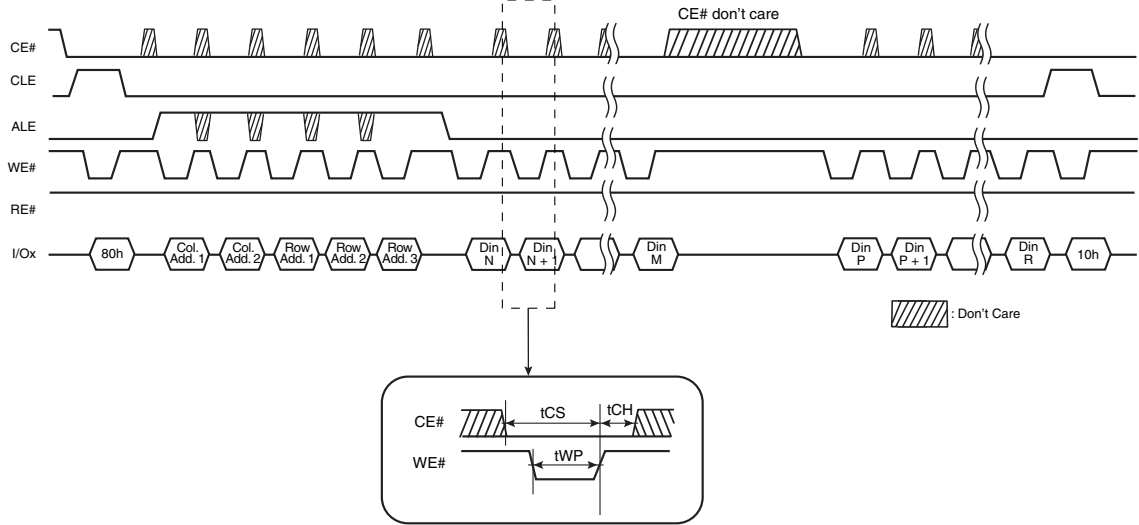 CE# don't care
CE#
CLE
ALE
WE#
RE#
I/Ox
80h
Col.
Add. 1
Col.
Add. 2
Row
Add. 1
Row
Add. 2
Row
Add. 3
Din
N
Din
N + 1
Din
M
Din
P
Din
P + 1
Din
R
10h
: Don't Care
CE#
tCS
tCH
WE#
tWP